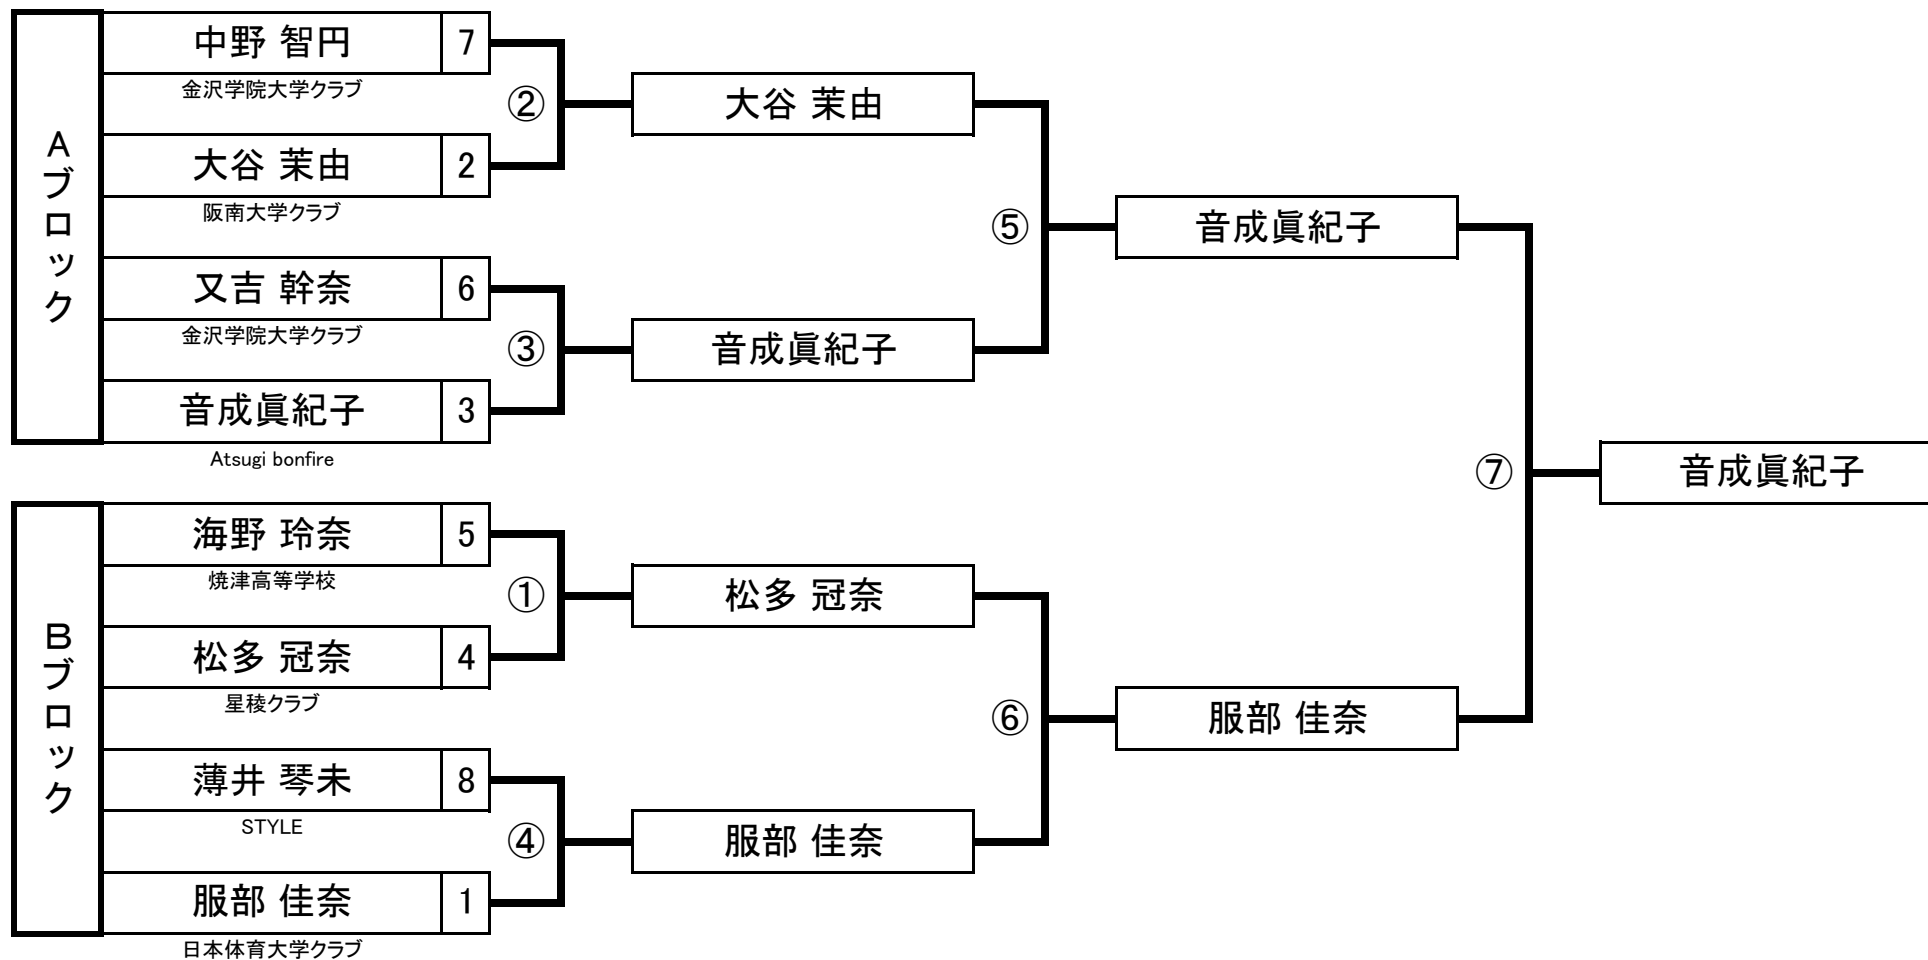 Aブロック
中野 智円 7
金沢学院大学クラブ
②
大谷 茉由 2
阪南大学クラブ
大谷 茉由
又吉 幹奈 6
金沢学院大学クラブ
③
音成眞紀子 3
Atsugi bonfire
音成眞紀子
⑤
音成眞紀子
Bブロック
海野 玲奈 5
焼津高等学校
①
松多 冠奈 4
星稜クラブ
松多 冠奈
薄井 琴未 8
STYLE
④
服部 佳奈 1
日本体育大学クラブ
服部 佳奈
⑥
服部 佳奈
⑦
音成眞紀子